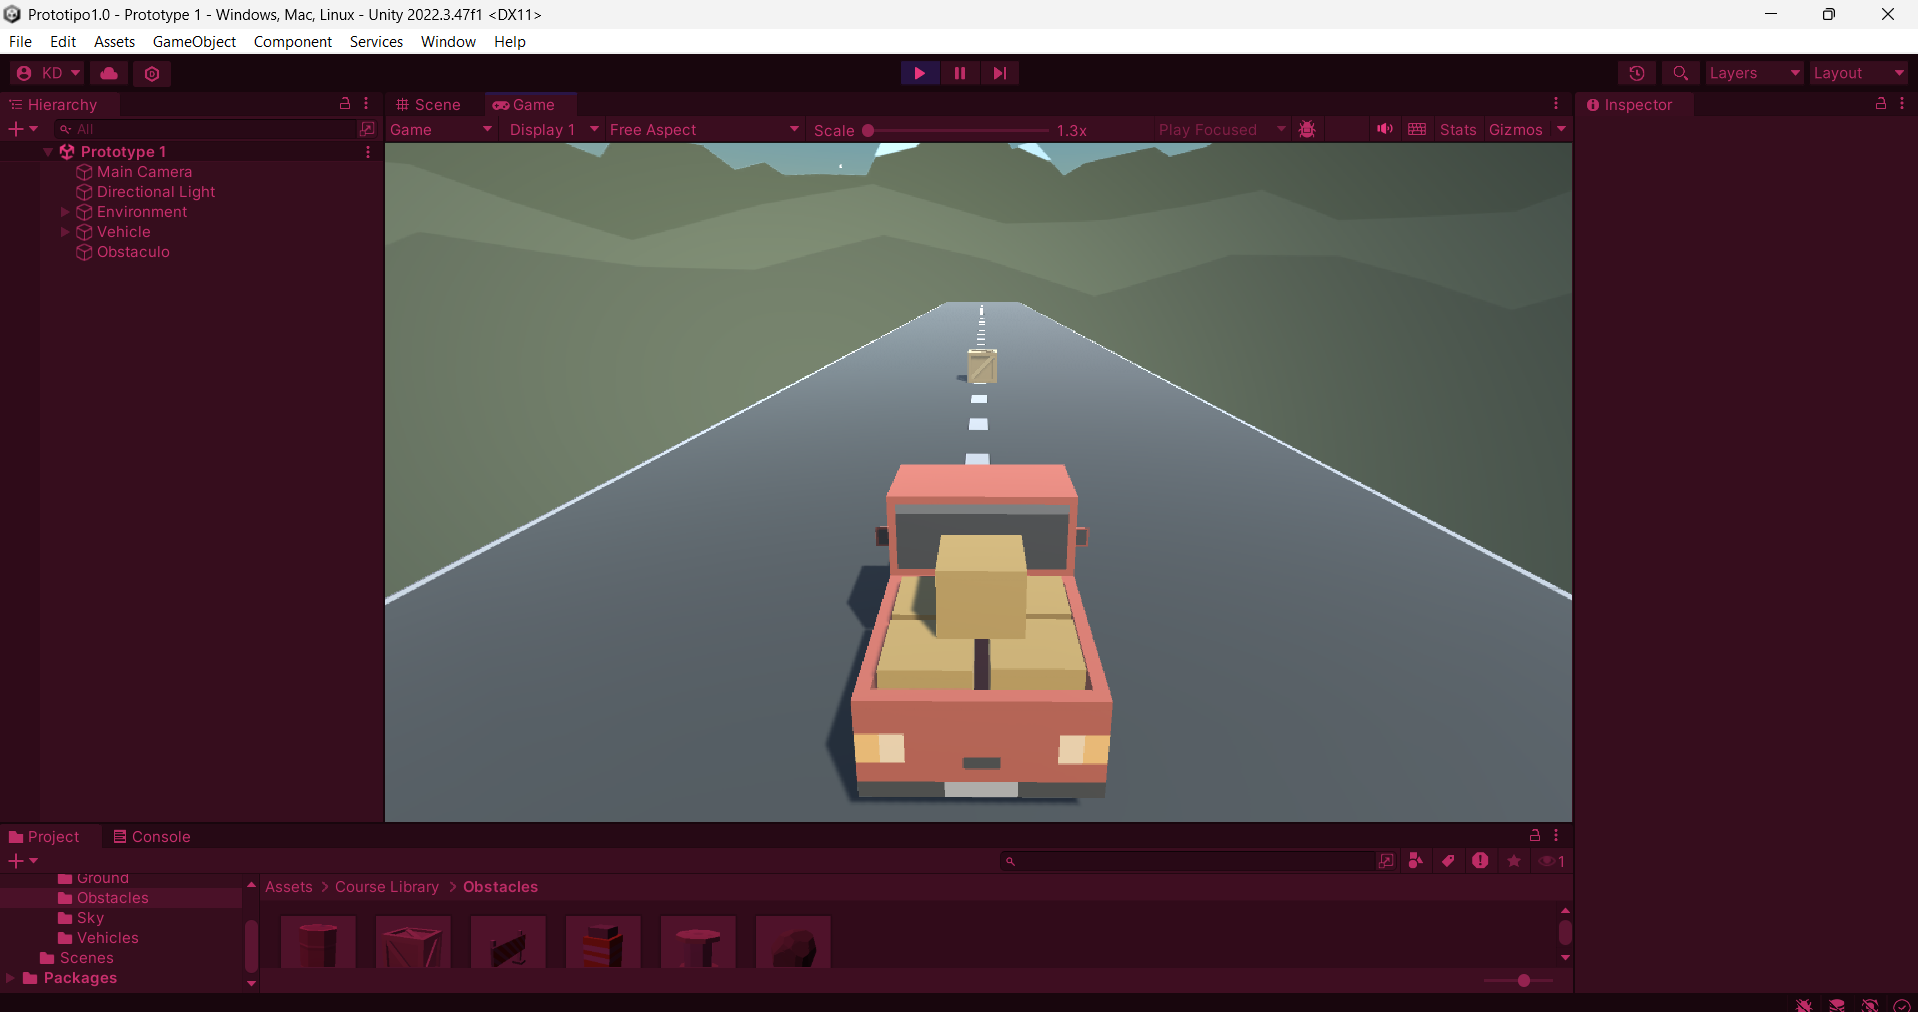 Prototipo1.0 - Prototype 1 - Windows, Mac, Linux - Unity 2022.3.47f1 <DX11>
File Edit Assets GameObject Component Services Window Help
KD Layers Layout
Hierarchy Scene Game Inspector
All Game Display 1 Free Aspect Scale 1.3x Play Focused Stats Gizmos
Prototype 1
Main Camera
Directional Light
Environment
Vehicle
Obstaculo
Project Console
1
Ground
Assets > Course Library > Obstacles
Obstacles
Sky
Vehicles
Scenes
Packages